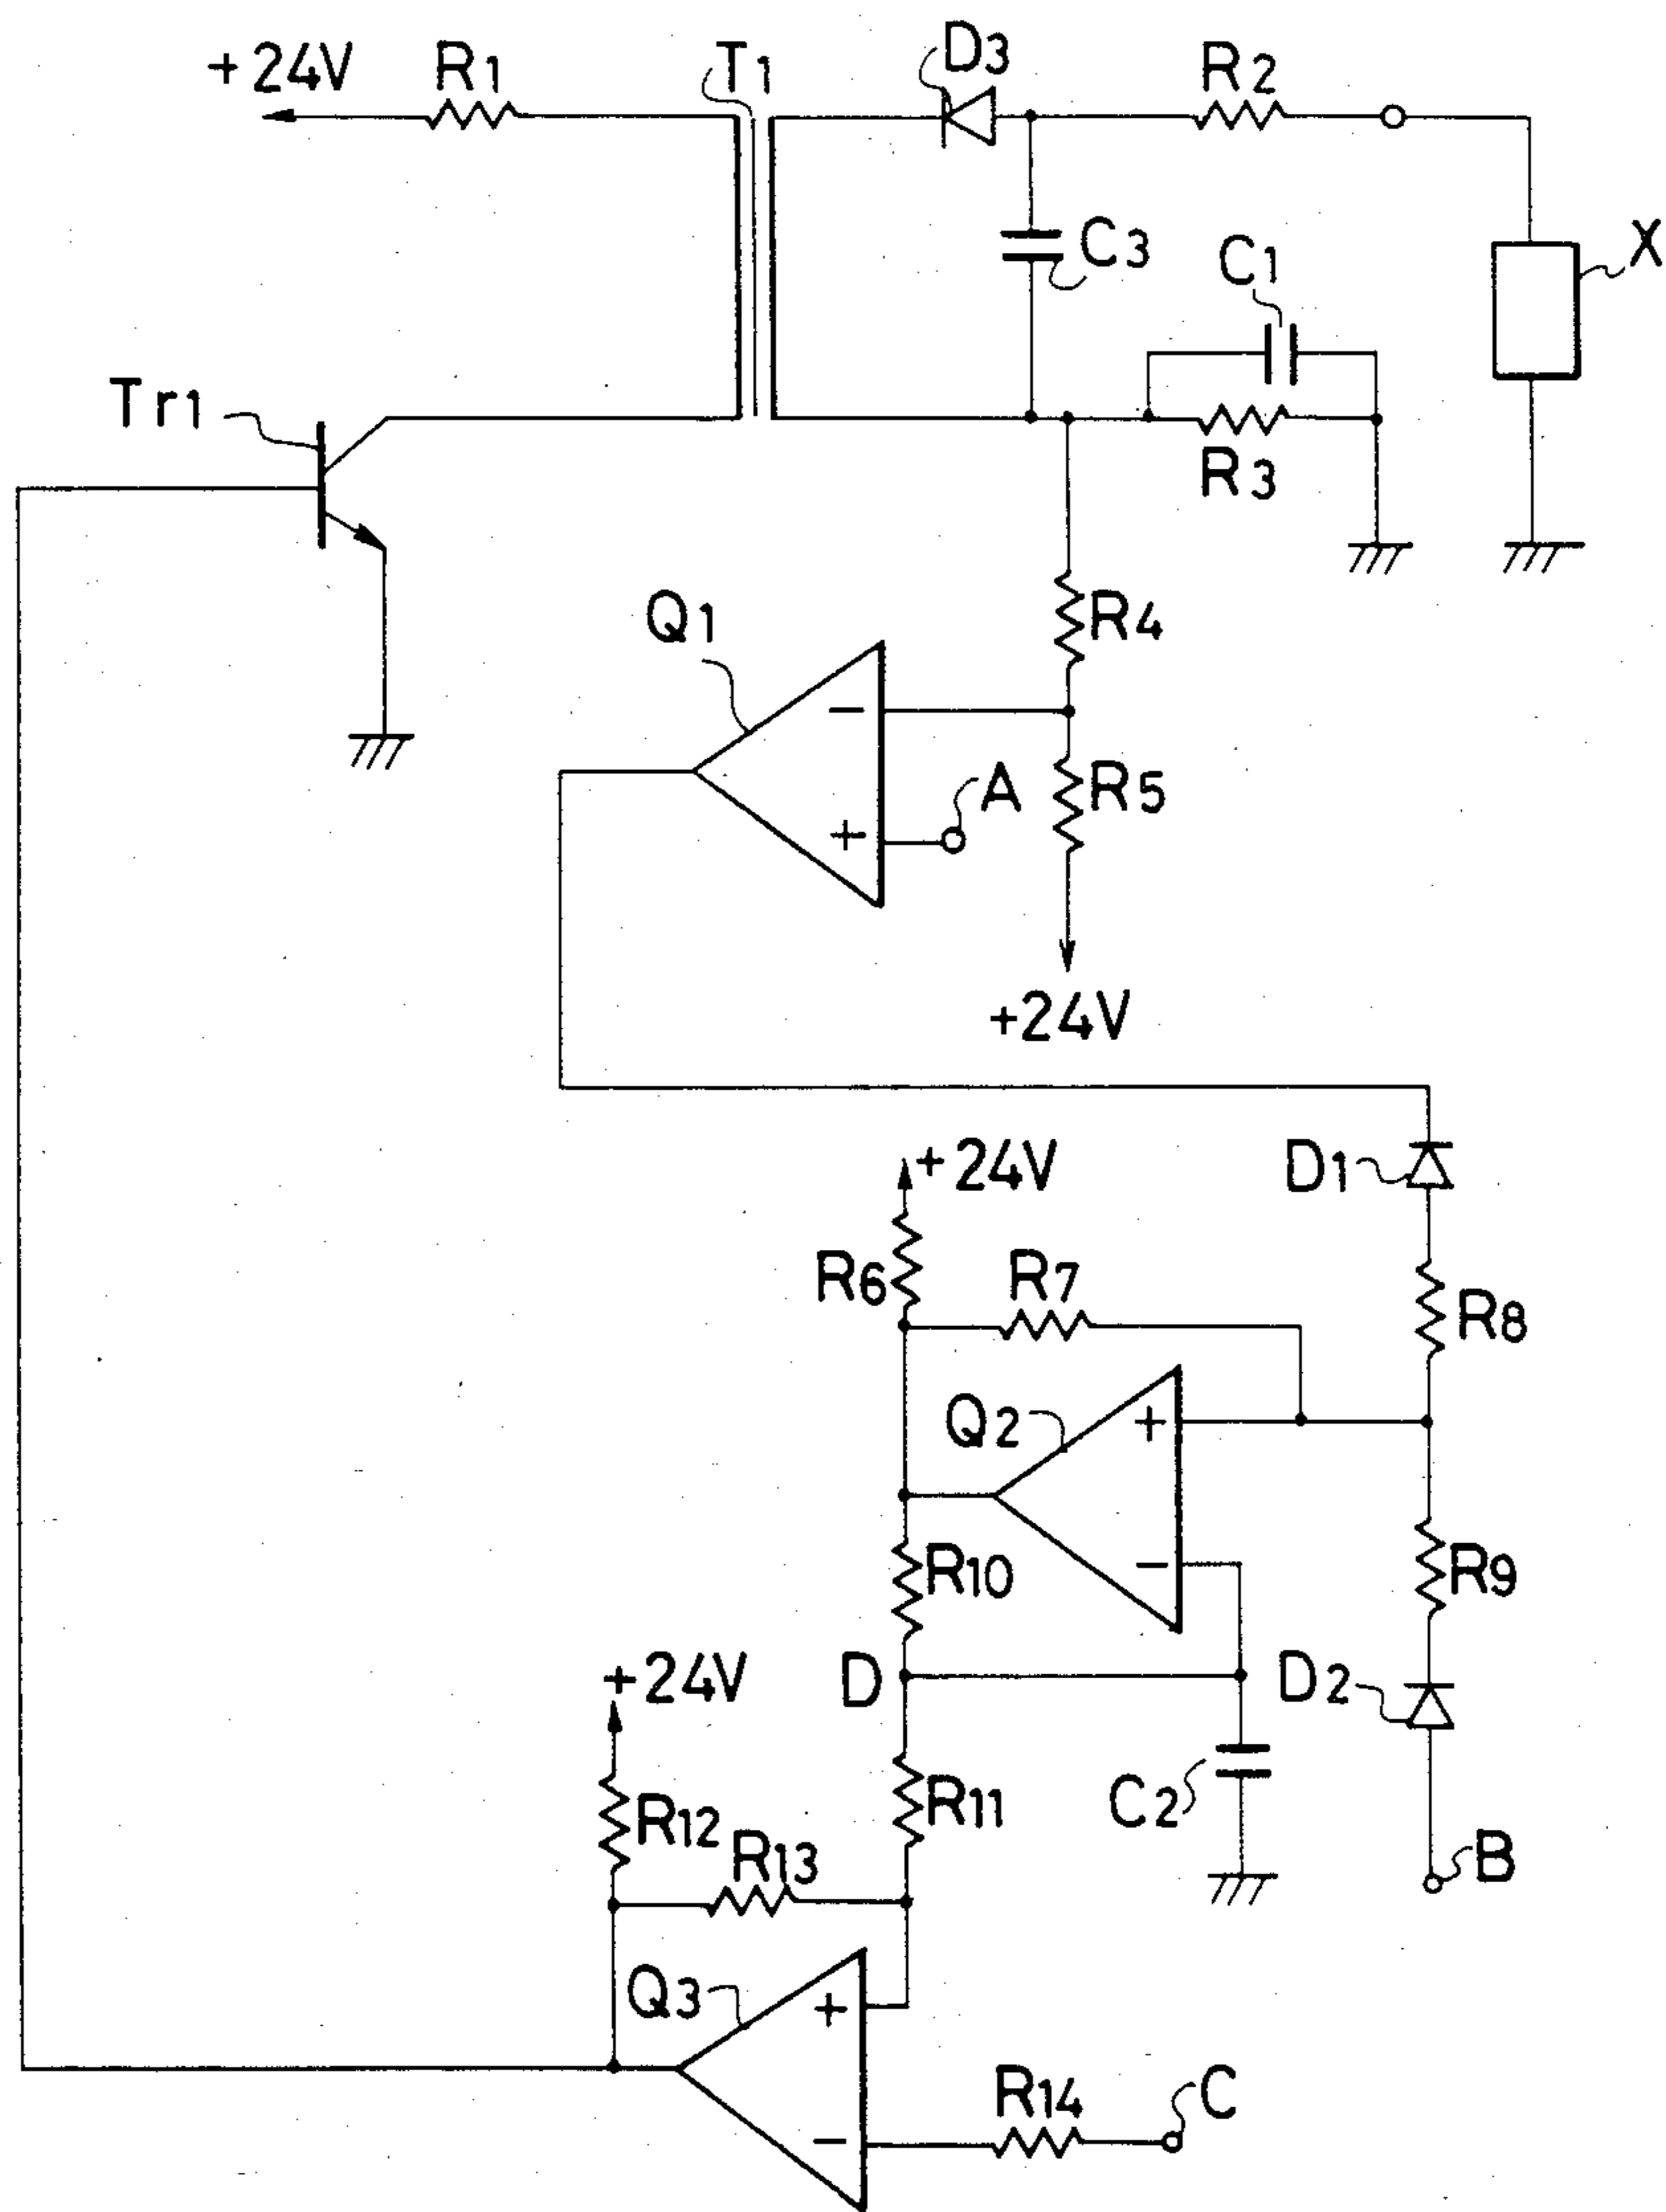 +24V
R1
T1
D3
R2
C3
C1
X
Tr1
R3
Q1
R4
−
A
R5
+
+24V
+24V
D1
R6
R7
R8
Q2
+
−
R10
R9
D
D2
+24V
R12
R13
R11
C2
B
Q3
+
−
R14
C